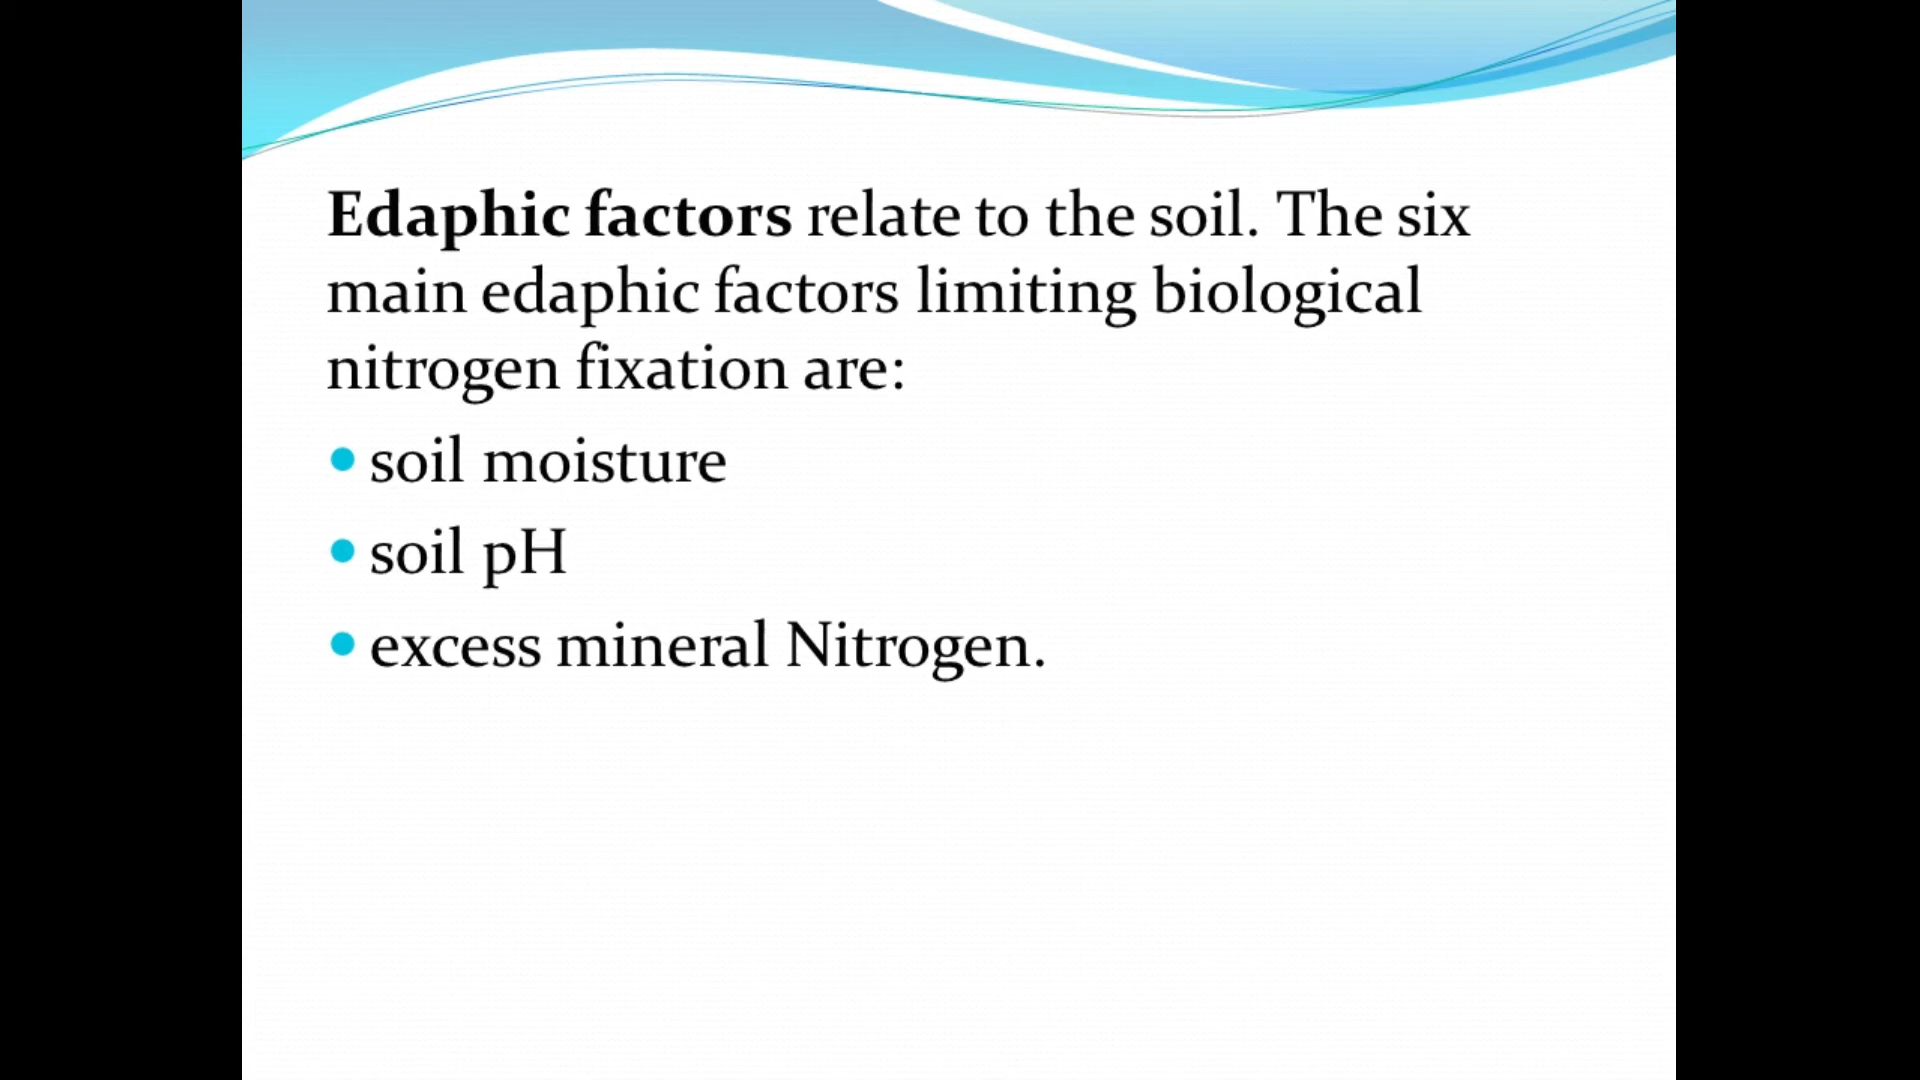 Edaphic factors relate to the soil. The six
main edaphic factors limiting biological
nitrogen fixation are:
• soil moisture
• soil pH
• excess mineral Nitrogen.